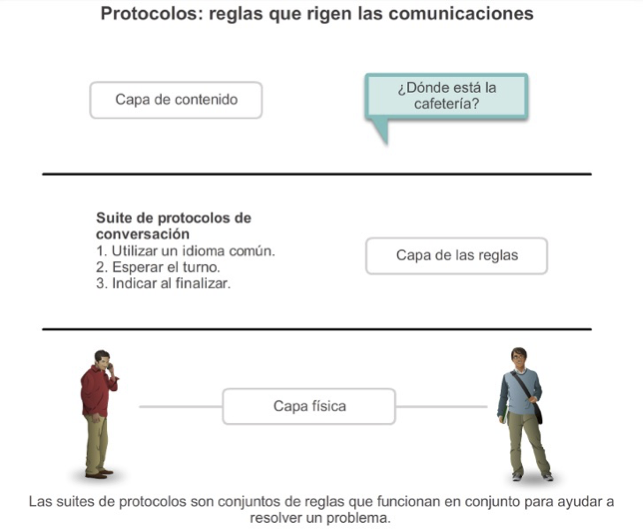 Protocolos: reglas que rigen las comunicaciones
Capa de contenido
¿Dónde está la
cafetería?
Suite de protocolos de
conversación
1. Utilizar un idioma común.
2. Esperar el turno.
3. Indicar al finalizar.
Capa de las reglas
Capa física
Las suites de protocolos son conjuntos de reglas que funcionan en conjunto para ayudar a
resolver un problema.